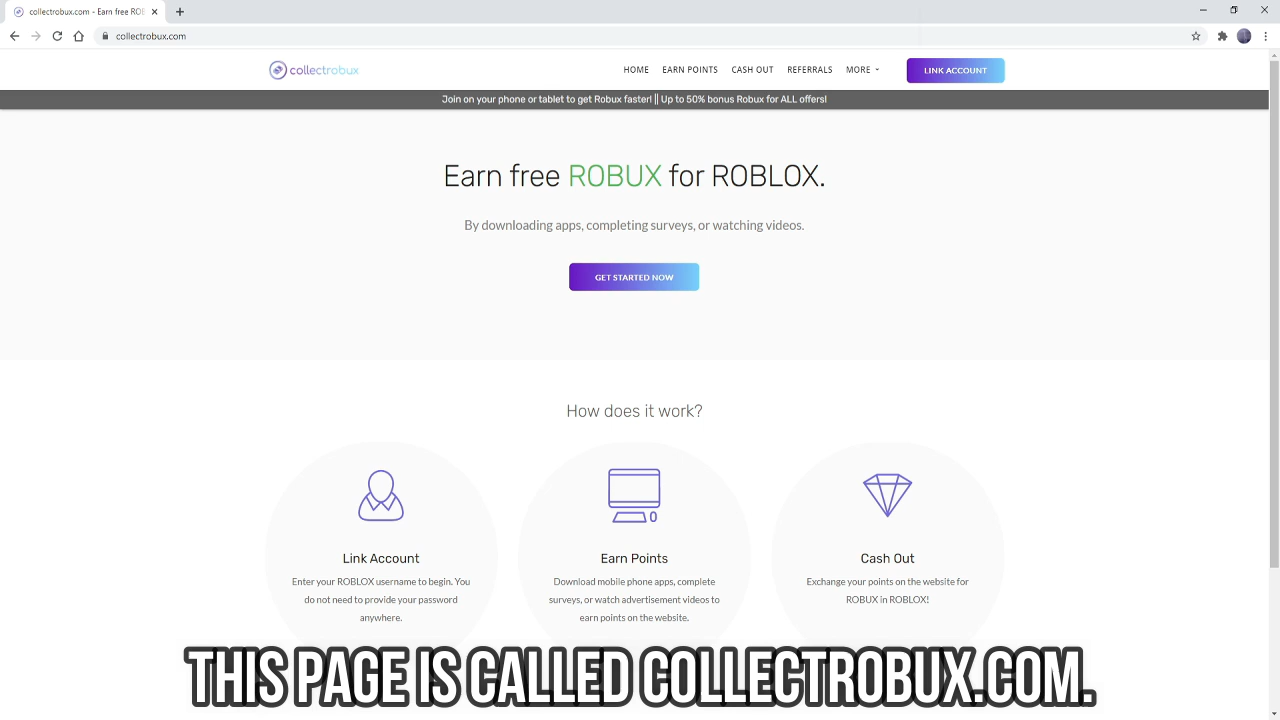 collectrobux.com - Earn free ROB
collectrobux.com
collectrobux
HOME EARN POINTS CASH OUT REFERRALS MORE LINK ACCOUNT
Join on your phone or tablet to get Robux faster! || Up to 50% bonus Robux for ALL offers!
Earn free ROBUX for ROBLOX.
By downloading apps, completing surveys, or watching videos.
GET STARTED NOW
How does it work?
Link Account
Enter your ROBLOX username to begin. You
do not need to provide your password
anywhere.
Earn Points
Download mobile phone apps, complete
surveys, or watch advertisement videos to
earn points on the website.
Cash Out
Exchange your points on the website for
ROBUX in ROBLOX!
THIS PAGE IS CALLED COLLECTROBUX.COM.